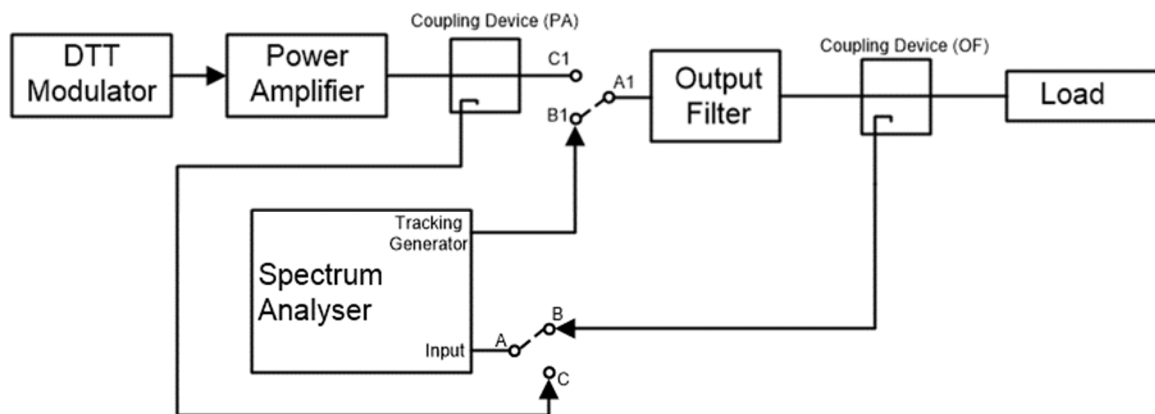 Coupling Device (PA)
DTT
Modulator
Power
Amplifier
C1
A1
B1
Output
Filter
Coupling Device (OF)
Load
Tracking
Generator
Spectrum
Analyser
Input
A
B
C